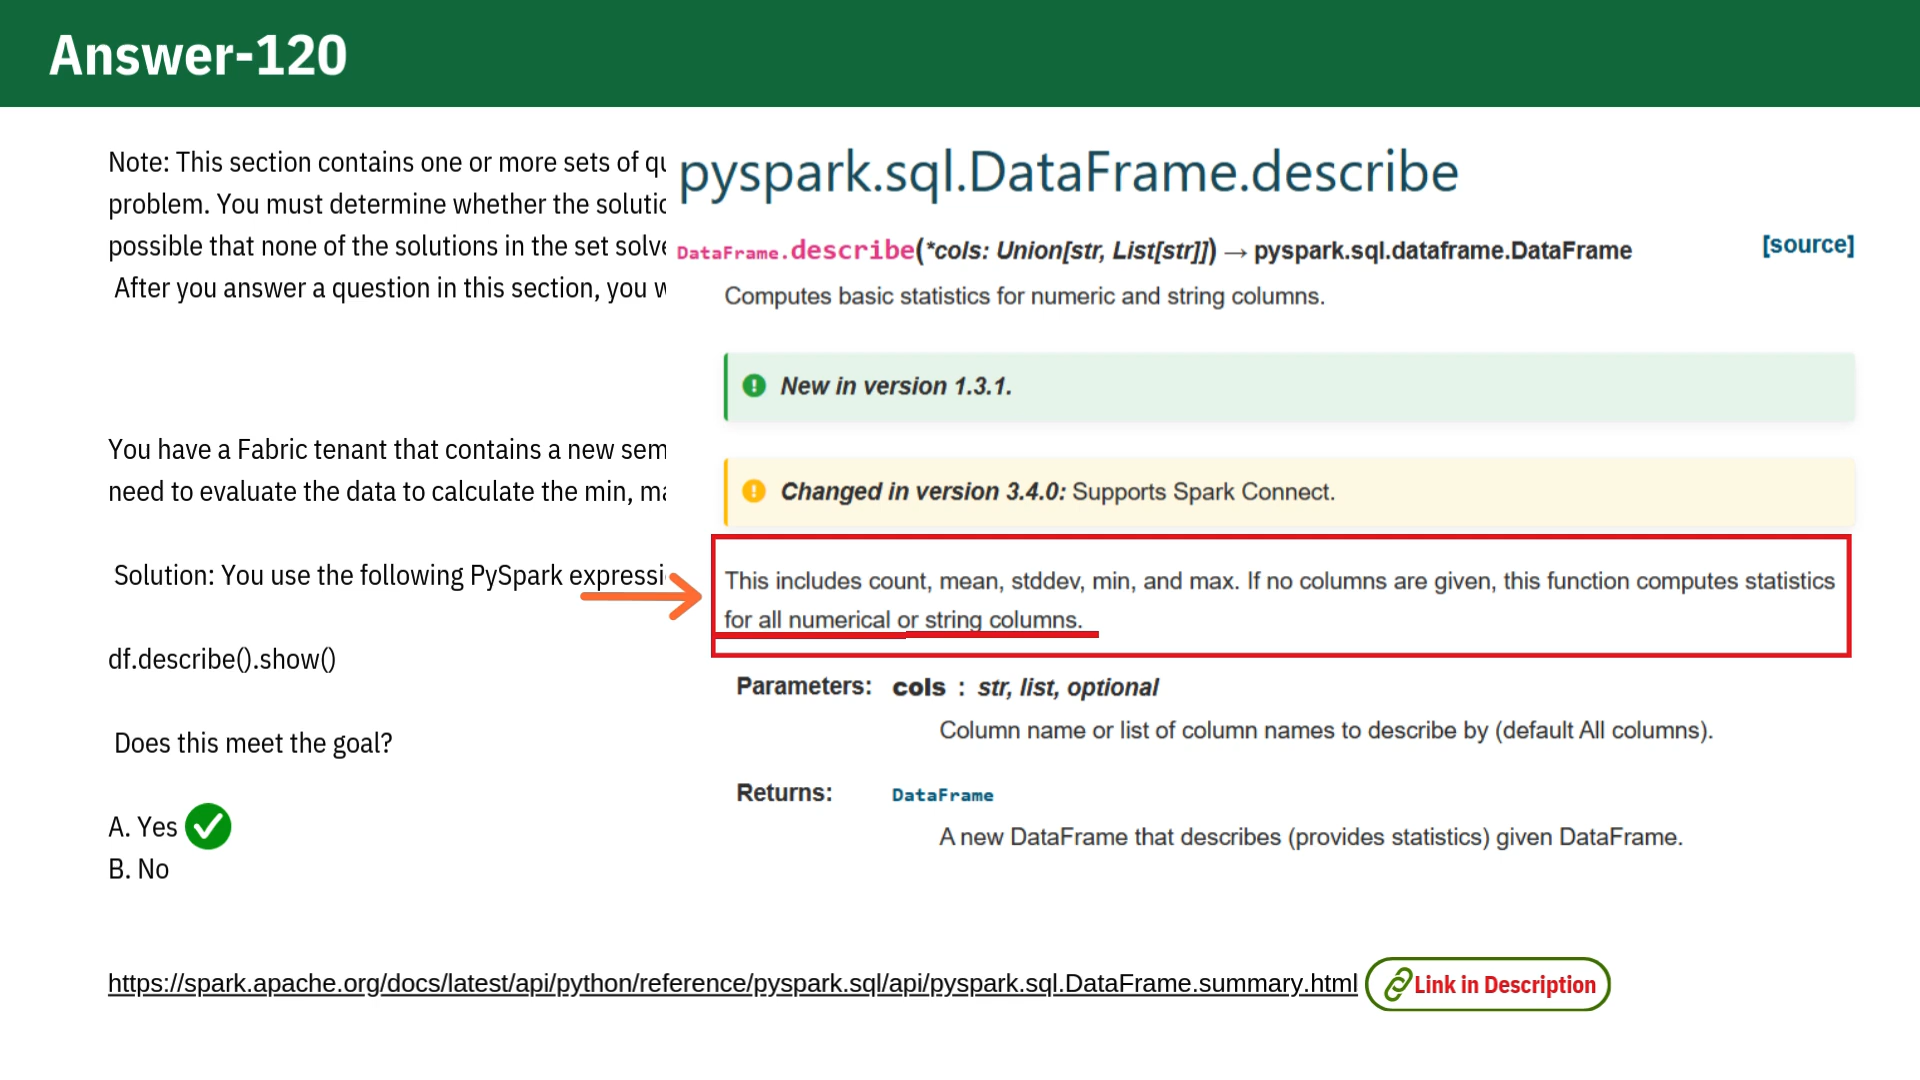 Answer-120
Note: This section contains one or more sets of
problem. You must determine whether the
possible that none of the solutions in the set
After you answer a question in this section, you
You have a Fabric tenant that contains a new
need to evaluate the data to calculate the min,
Solution: You use the following PySpark
df.describe().show()
Does this meet the goal?
A. Yes
B. No
pyspark.sql.DataFrame.describe
DataFrame.describe(*cols: Union[str, List[str]]) → pyspark.sql.dataframe.DataFrame [source]
Computes basic statistics for numeric and string columns.
New in version 1.3.1.
Changed in version 3.4.0: Supports Spark Connect.
This includes count, mean, stddev, min, and max. If no columns are given, this function computes statistics
for all numerical or string columns.
Parameters: cols : str, list, optional
Column name or list of column names to describe by (default All columns).
Returns: DataFrame
A new DataFrame that describes (provides statistics) given DataFrame.
https://spark.apache.org/docs/latest/api/python/reference/pyspark.sql/api/pyspark.sql.DataFrame.summary.html
Link in Description